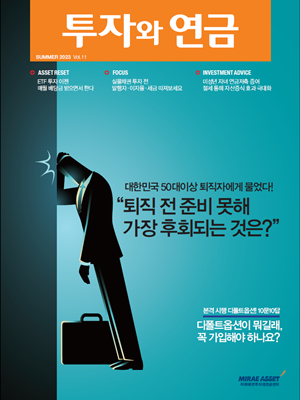 투자와 연금
SUMMER 2023 Vol.11
ASSET RESET
ETF 투자 이젠
매월 배당금 받으면서 한다
FOCUS
실물채권 투자 전
발행자·이자율·세금 따져보세요
INVESTMENT ADVICE
미성년 자녀 연금저축 증여
절세 통해 자산증식 효과 극대화
대한민국 50대이상 퇴직자에게 물었다!
“퇴직 전 준비 못해
가장 후회되는 것은?”
본격 시행 디폴트옵션! 10문10답
디폴트옵션이 뭐길래,
꼭 가입해야 하나요?
MIRAE ASSET